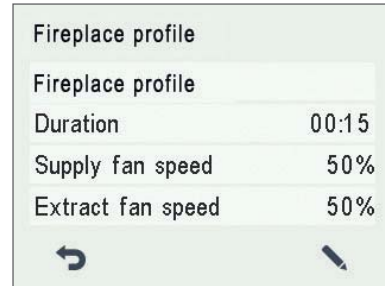 Fireplace profile
Fireplace profile
Duration 00:15
Supply fan speed 50%
Extract fan speed 50%